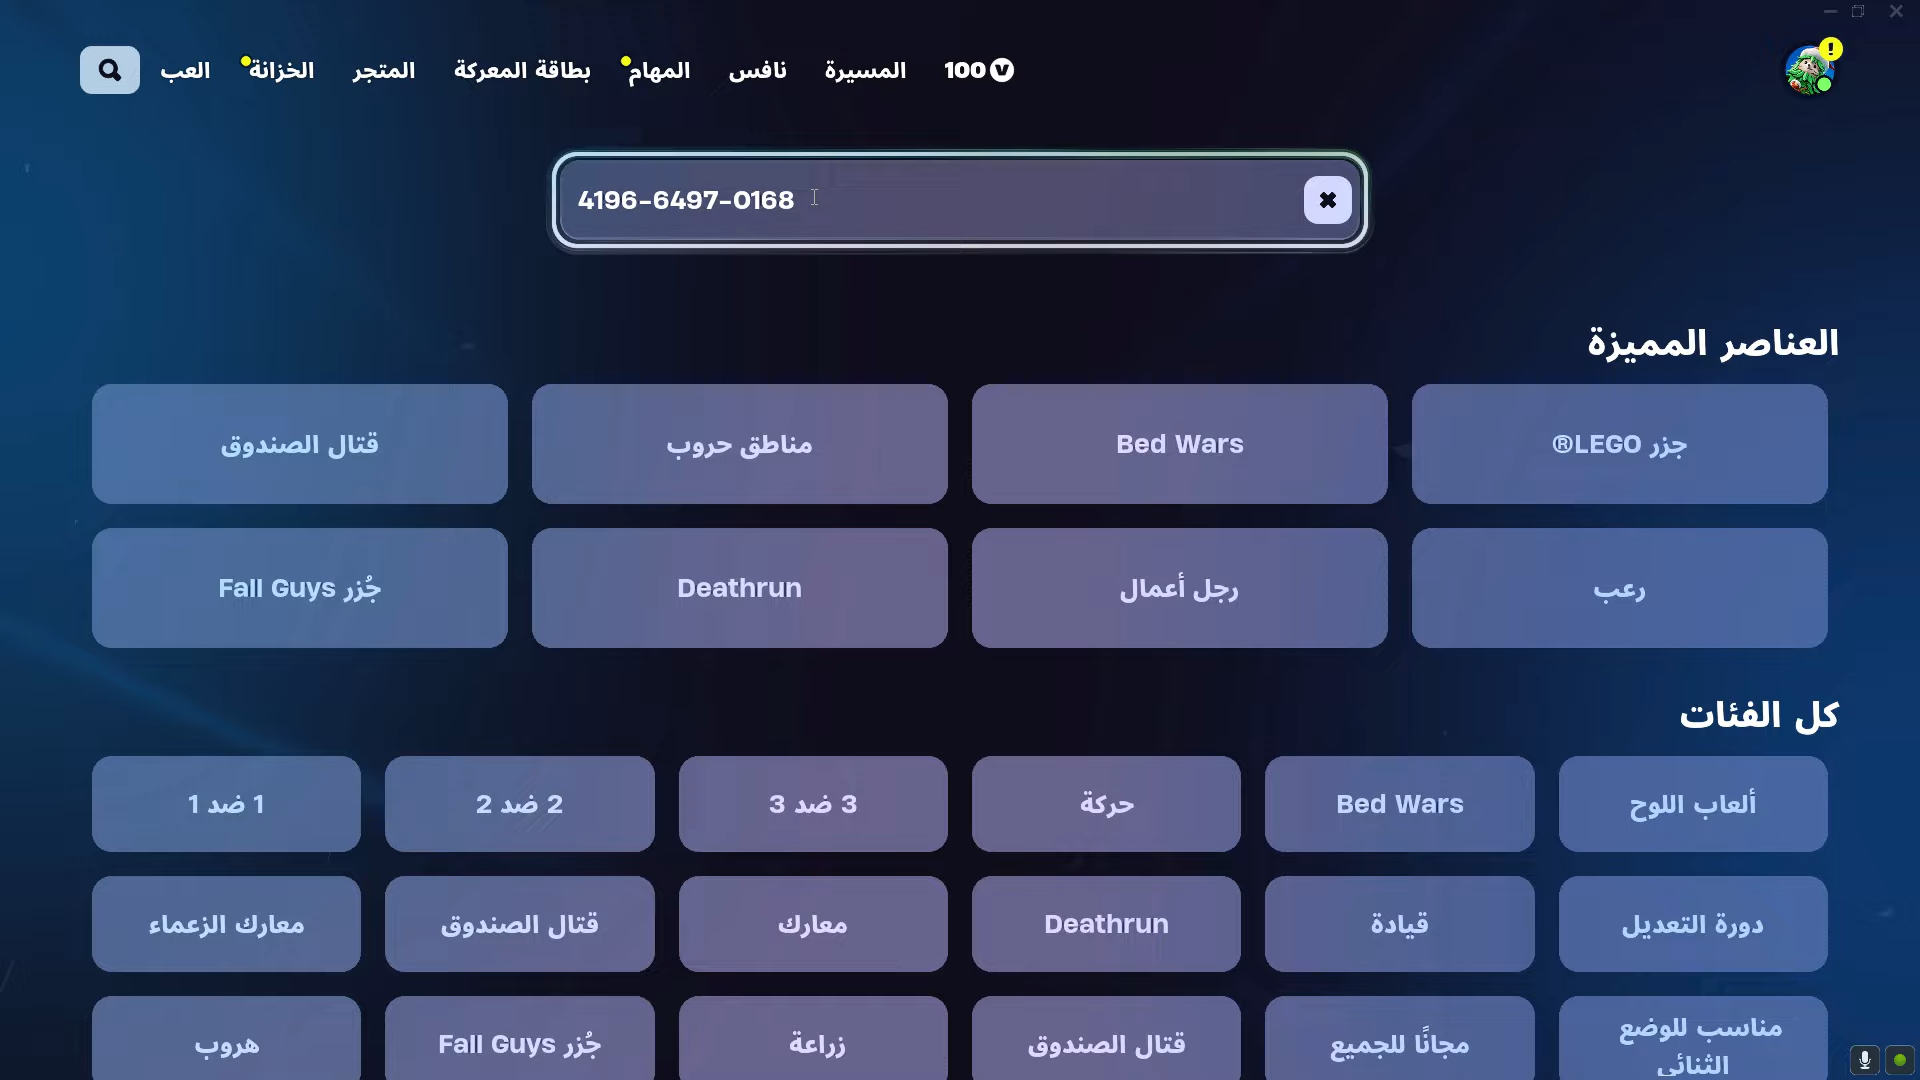 العب
الخزانة
المتجر
بطاقة المعركة
المهام
نافس
المسيرة
100
4196-6497-0168
العناصر المميزة
قتال الصندوق
مناطق حروب
Bed Wars
جزر LEGO®
جُزر Fall Guys
Deathrun
رجل أعمال
رعب
كل الفئات
1 ضد 1
2 ضد 2
3 ضد 3
حركة
Bed Wars
ألعاب اللوح
معارك الزعماء
قتال الصندوق
معارك
Deathrun
قيادة
دورة التعديل
هروب
جُزر Fall Guys
زراعة
قتال الصندوق
مجانًا للجميع
مناسب للوضع
الثنائي